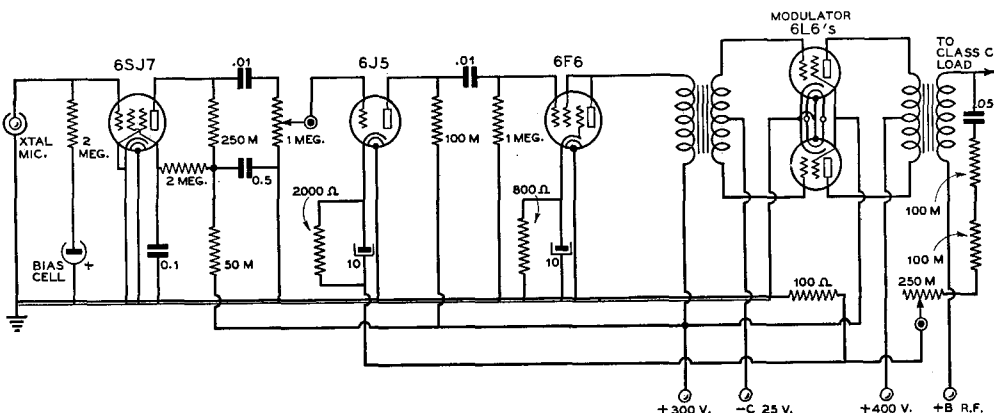 MODULATOR
6L6's
TO
CLASS C
LOAD
6SJ7
.01
6J5
.01
6F6
.05
XTAL
MIC.
2
MEG.
250 M
1 MEG.
100 M
1 MEG.
2 MEG.
0.5
2000 Ω
800 Ω
100 M
BIAS
CELL
+
0.1
50 M
10
10
100 Ω
100 M
250 M
+300 V.
-C 25 V.
+400 V.
+B R.F.